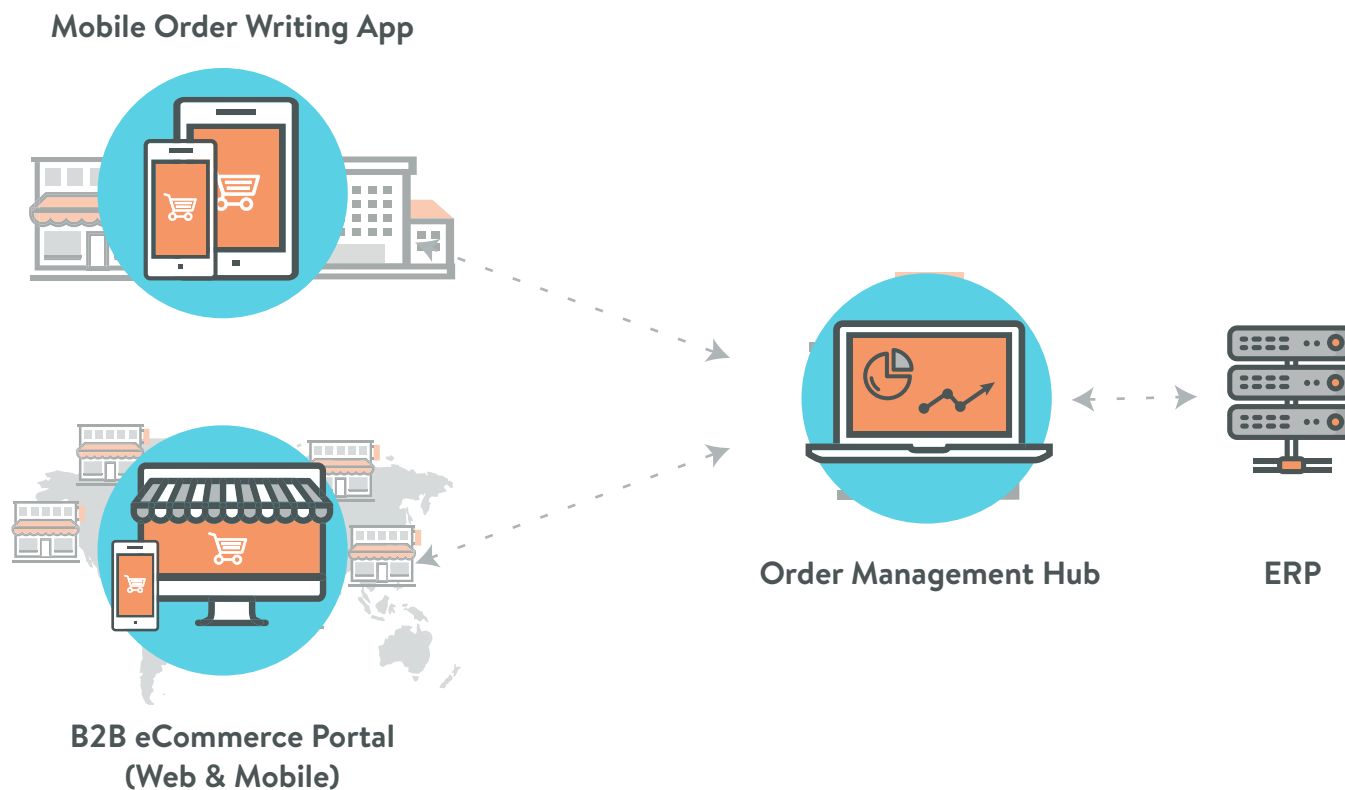 Mobile Order Writing App
Order Management Hub
ERP
B2B eCommerce Portal
(Web & Mobile)